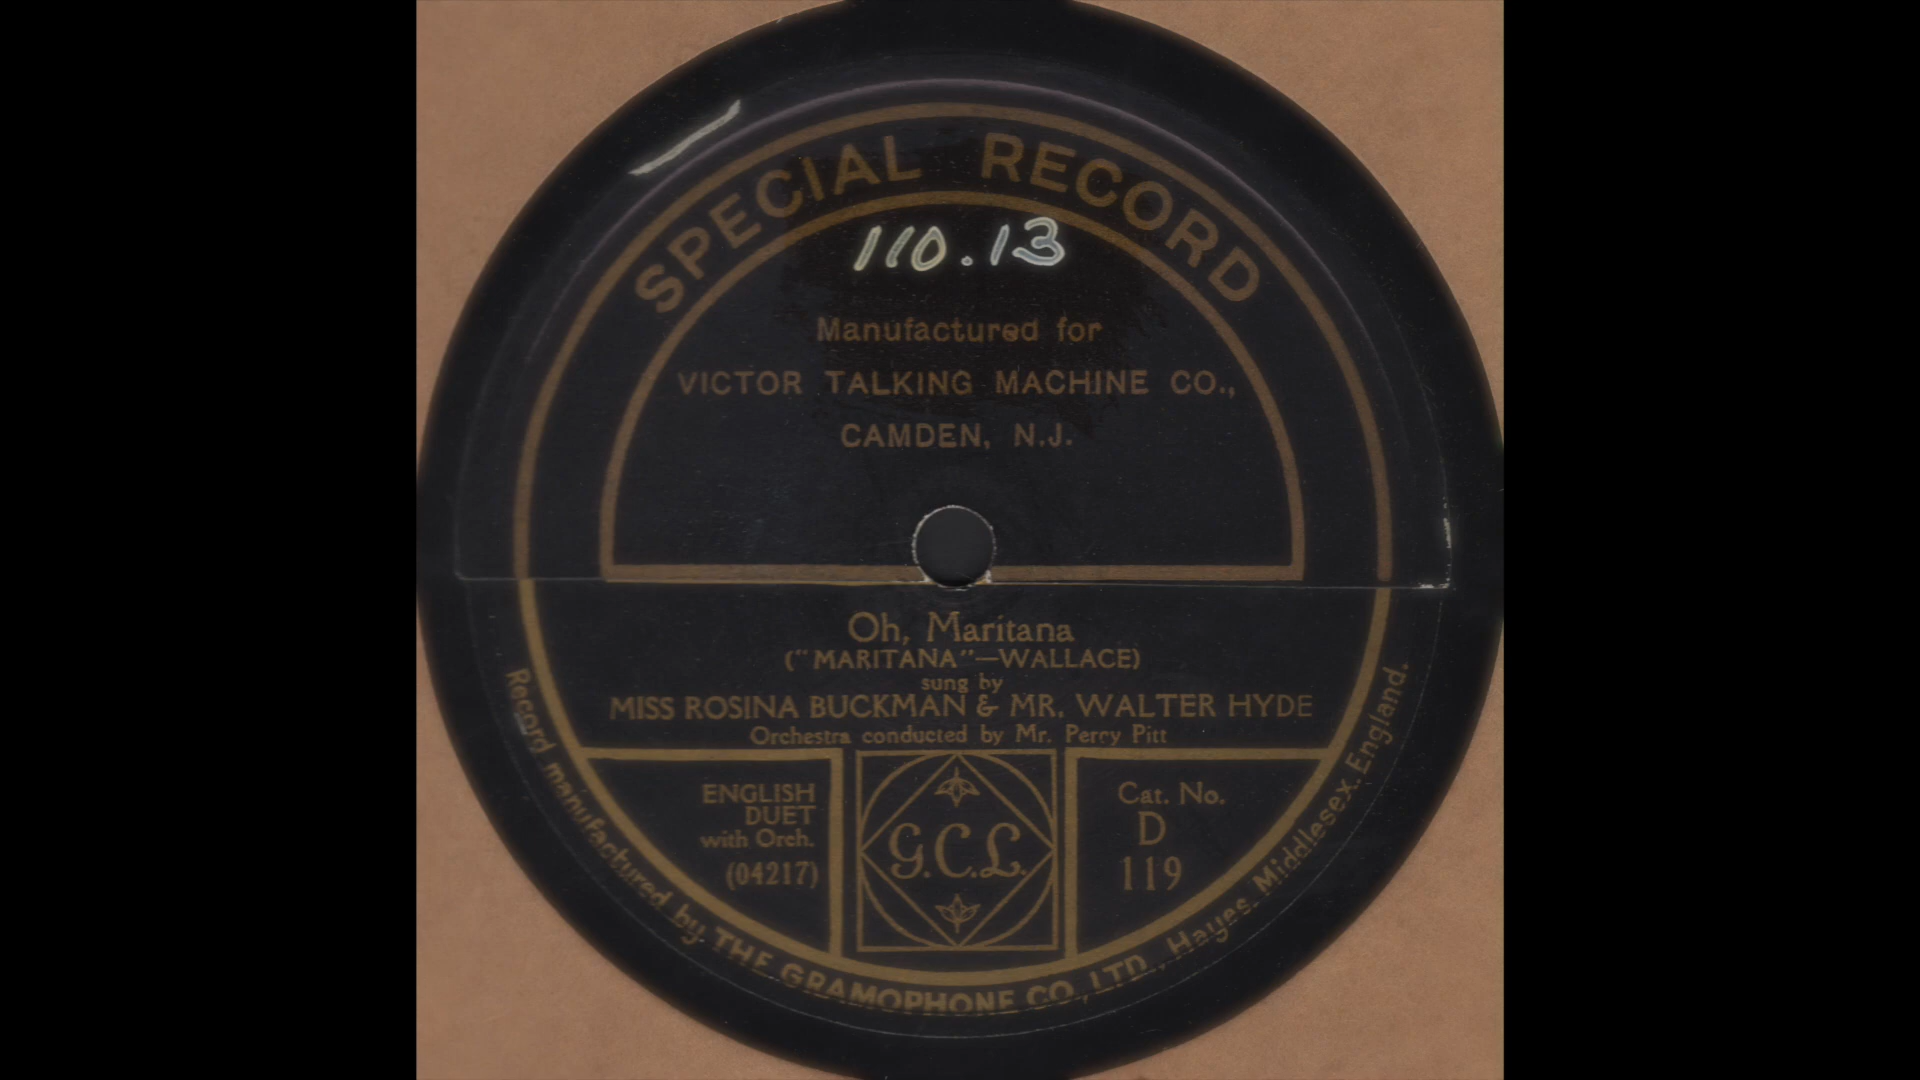 SPECIAL RECORD
110.13
Manufactured for
VICTOR TALKING MACHINE CO.,
CAMDEN, N.J.
Oh, Maritana
("MARITANA"—WALLACE)
sung by
MISS ROSINA BUCKMAN & MR. WALTER HYDE
Orchestra conducted by Mr. Percy Pitt
ENGLISH
DUET
with Orch.
(04217)
G.C.L.
Cat. No.
D
119
Record manufactured by THE GRAMOPHONE CO., LTD., Hayes, Middlesex, England.